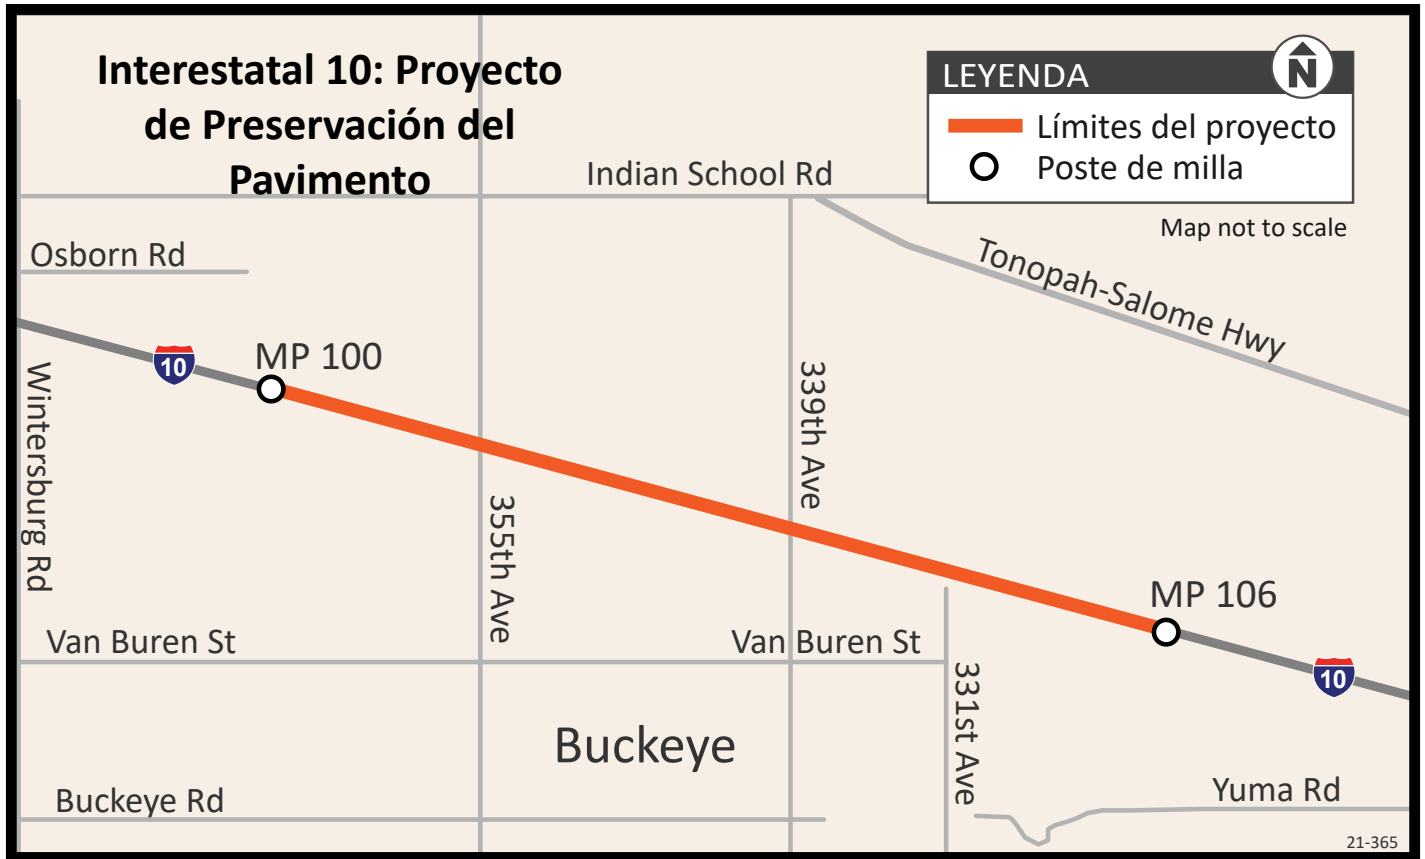 Interestatal 10: Proyecto
de Preservación del
Pavimento
LEYENDA
N
Límites del proyecto
Poste de milla
Map not to scale
Indian School Rd
Osborn Rd
Tonopah-Salome Hwy
10
MP 100
Wintersburg Rd
339th Ave
355th Ave
MP 106
Van Buren St
Van Buren St
10
331st Ave
Buckeye
Buckeye Rd
Yuma Rd
21-365